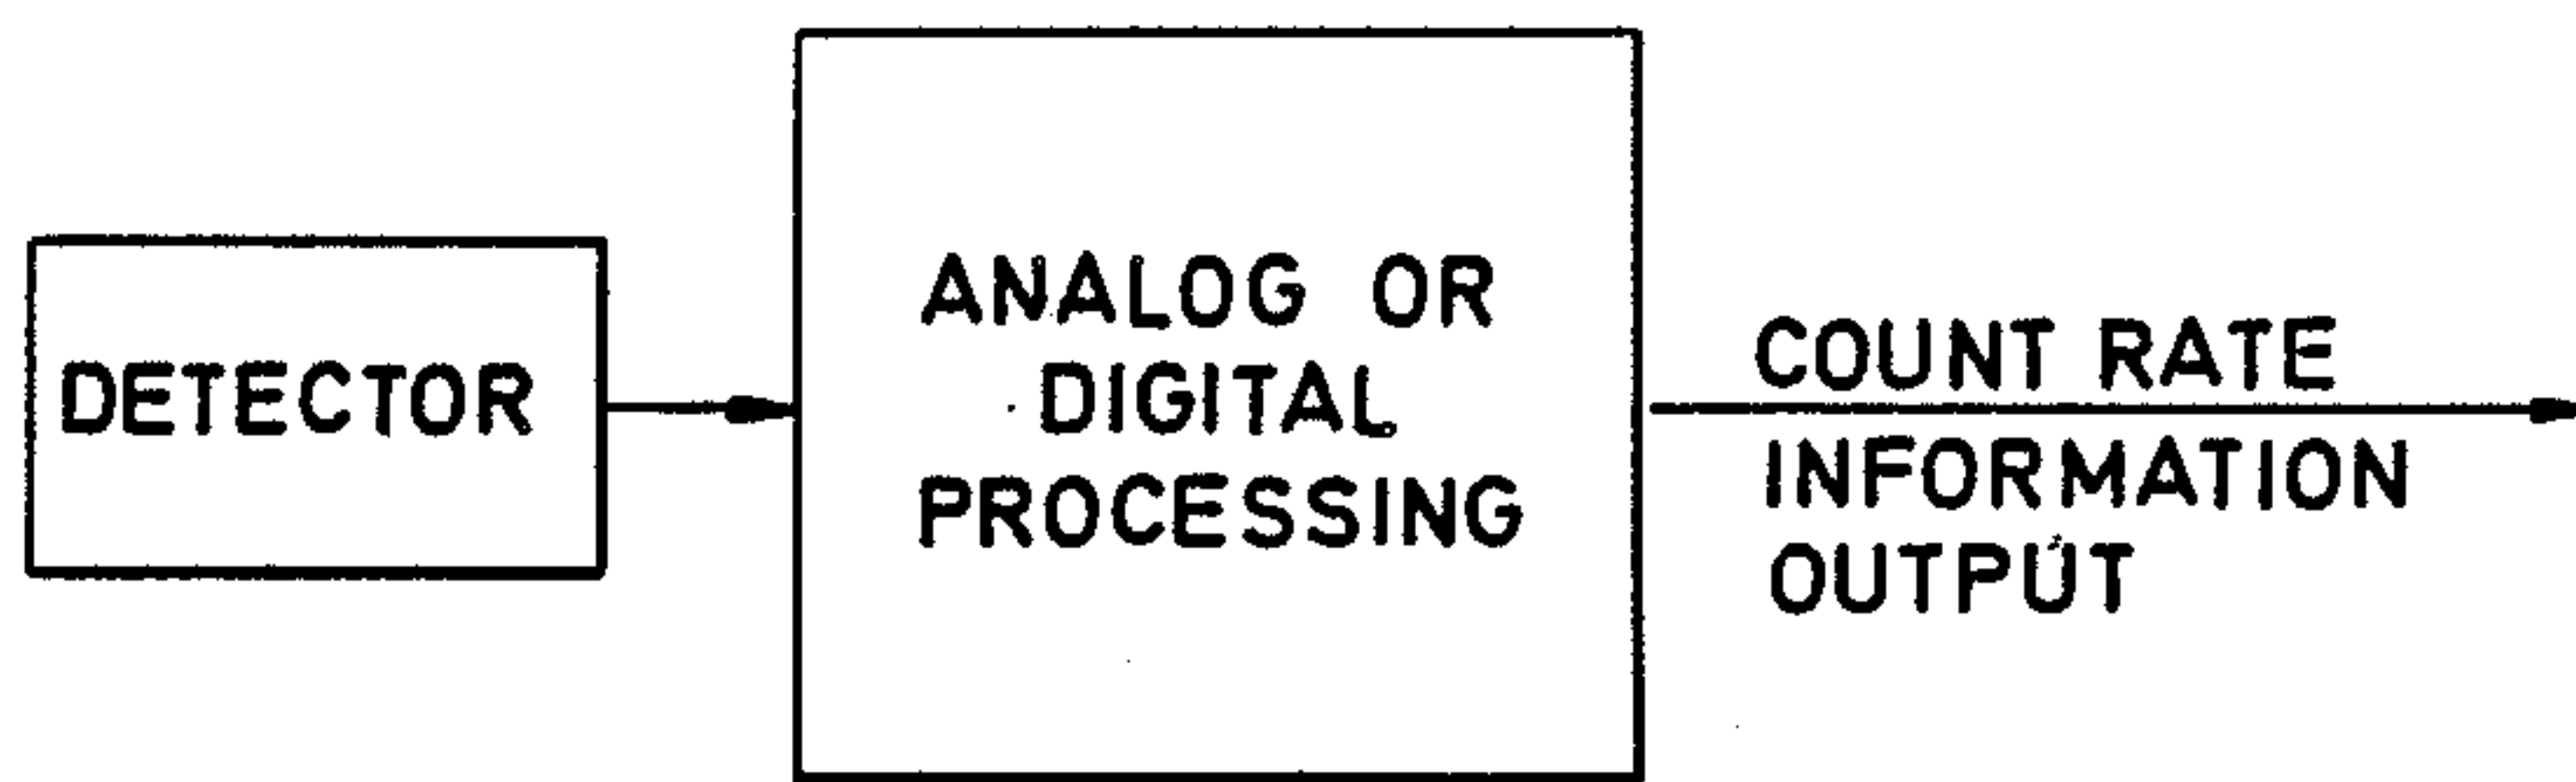 DETECTOR
ANALOG OR
DIGITAL
PROCESSING
COUNT RATE
INFORMATION
OUTPUT